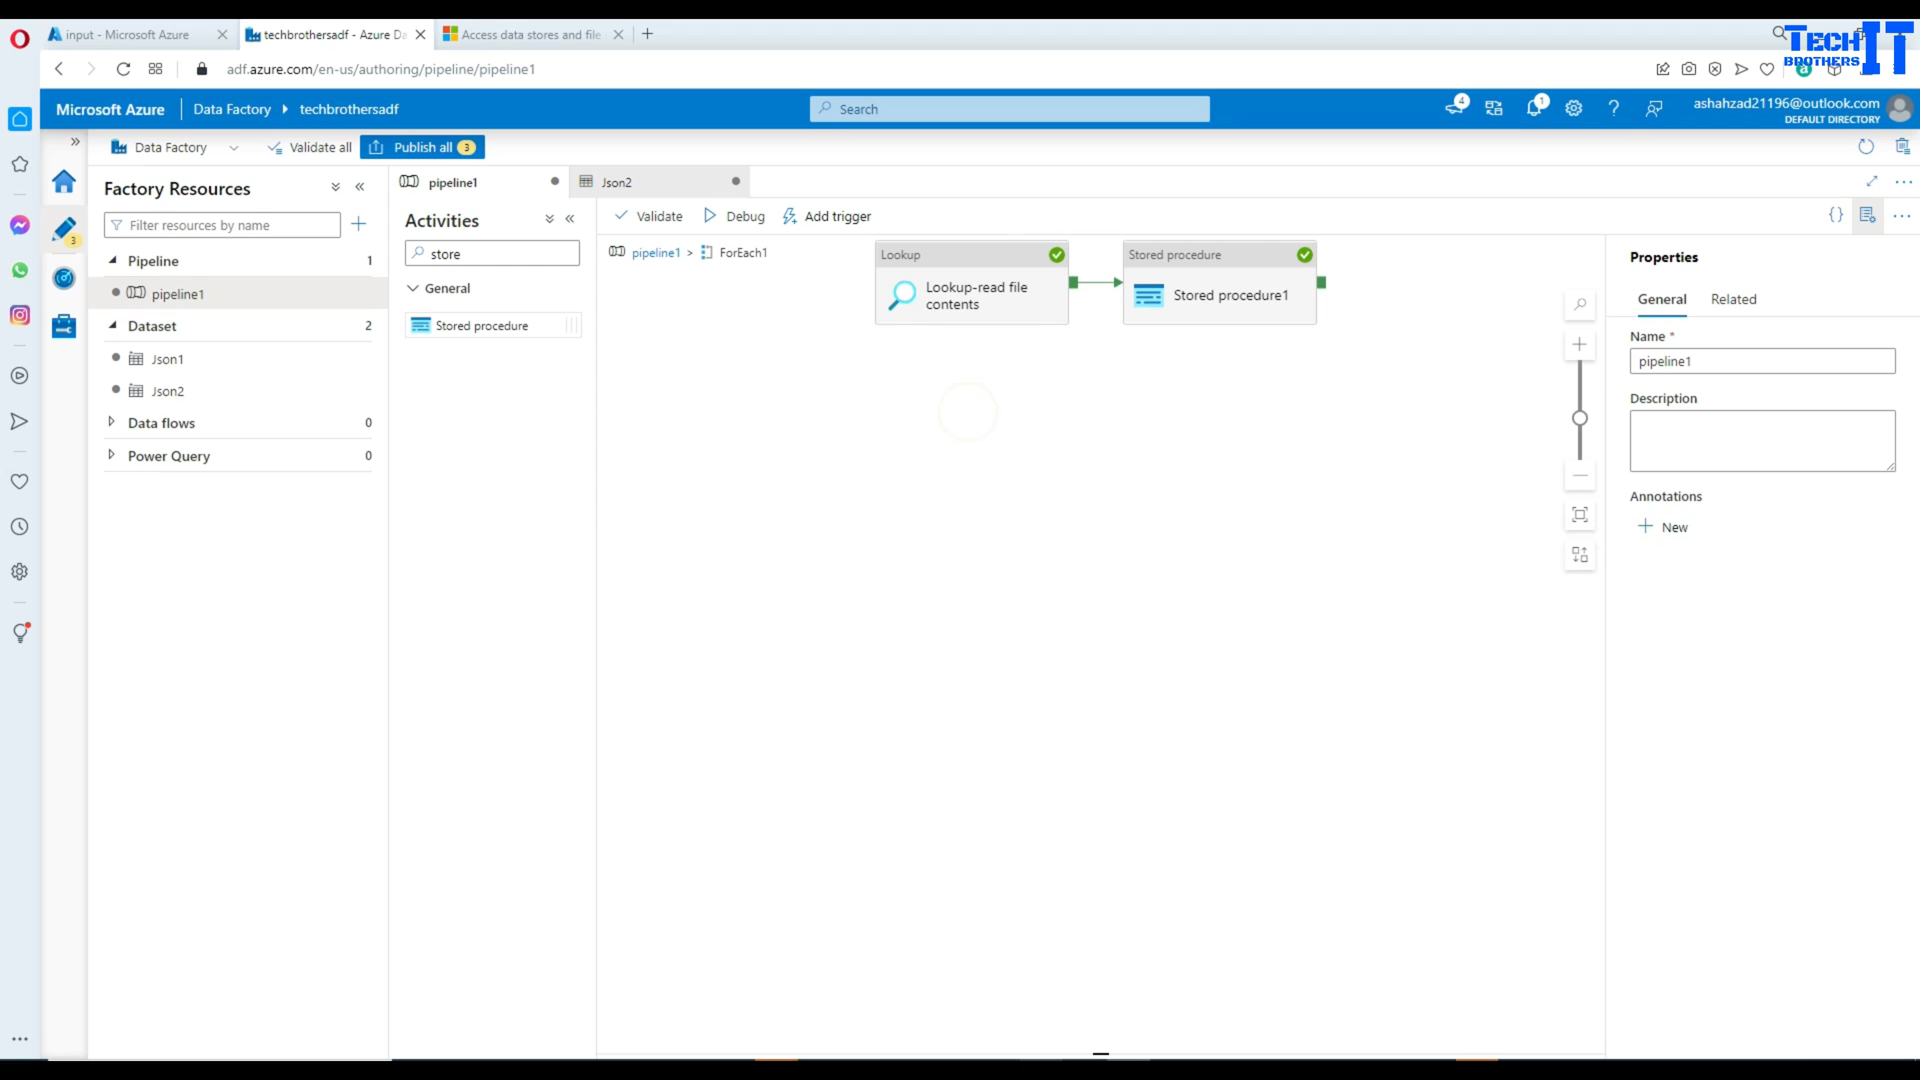 input - Microsoft Azure
techbrothersadf - Azure Da
Access data stores and file
TECH
BROTHERS
IT
adf.azure.com/en-us/authoring/pipeline/pipeline1
Microsoft Azure
Data Factory
techbrothersadf
Search
4
1
?
ashahzad21196@outlook.com
DEFAULT DIRECTORY
Data Factory
Validate all
Publish all 3
Factory Resources
pipeline1
Json2
Activities
Validate
Debug
Add trigger
Filter resources by name
3
store
pipeline1 > ForEach1
Lookup
Lookup-read file
contents
Stored procedure
Stored procedure1
Properties
Pipeline 1
General
pipeline1
General
Related
Dataset 2
Stored procedure
Name *
pipeline1
Json1
Json2
Description
Data flows 0
Power Query 0
Annotations
New